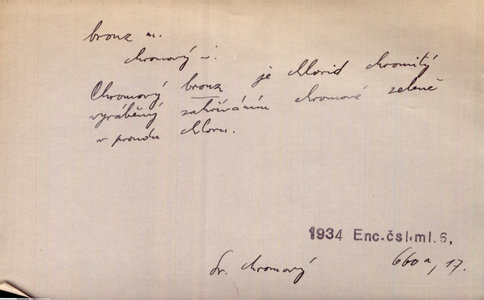 bronz m.
chromový –:
Chromový bronz je chlorid chromitý
vyráběný zahříváním chromové zeleně
v proudu chloru.
1934 Enc.čsl.ml.6,
660a, 17.
Sr. chromový